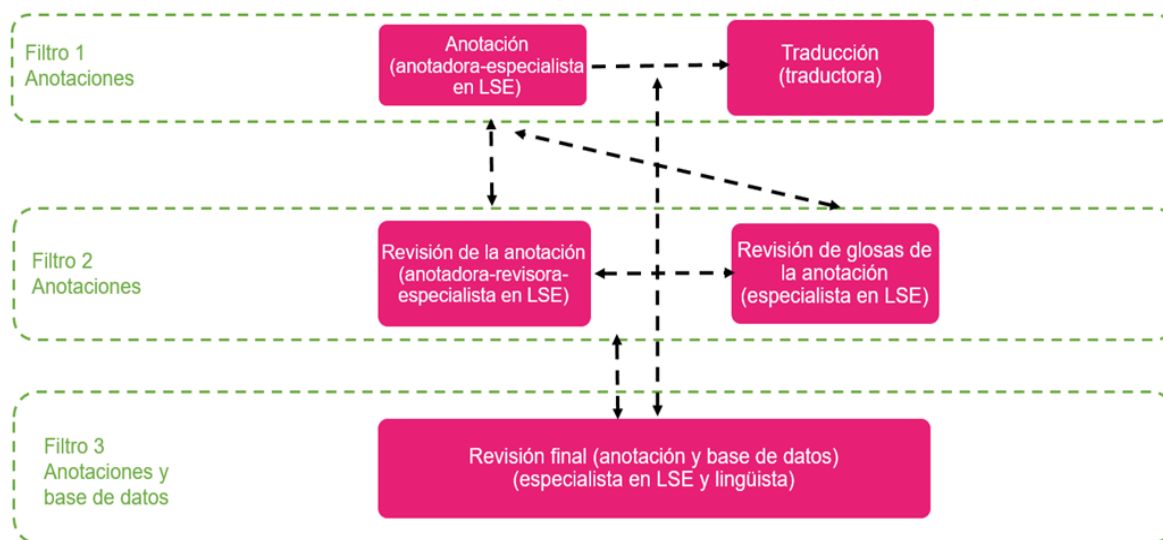 Filtro 1
Anotaciones
Anotación
(anotadora-especialista
en LSE)
Traducción
(traductora)
Filtro 2
Anotaciones
Revisión de la anotación
(anotadora-revisora-
especialista en LSE)
Revisión de glosas de
la anotación
(especialista en LSE)
Filtro 3
Anotaciones y
base de datos
Revisión final (anotación y base de datos)
(especialista en LSE y lingüista)